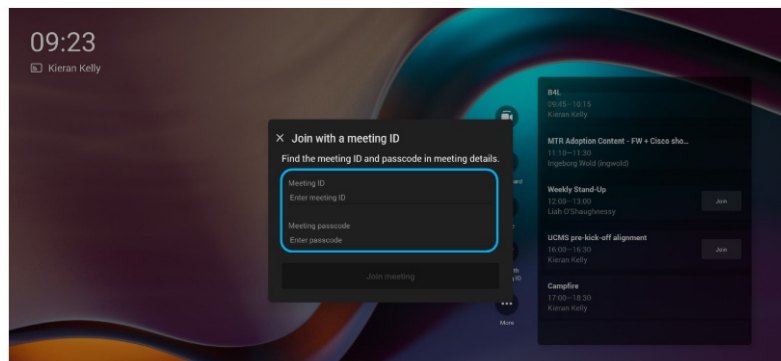 09:23
Kieran Kelly
Join with a meeting ID
Find the meeting ID and passcode in meeting details.
Meeting ID
Enter meeting ID
Meeting passcode
Enter passcode
Join meeting
More
B4L
09:45–10:15
Kieran Kelly
MTR Adoption Content - FW + Cisco sho...
11:10–11:30
Ingeborg Wold (ingwold)
Weekly Stand-Up
12:00–13:00
Liah O'Shaughnessy
Join
UCMS pre-kick-off alignment
16:00–16:30
Kieran Kelly
Join
Campfire
17:00–18:30
Kieran Kelly